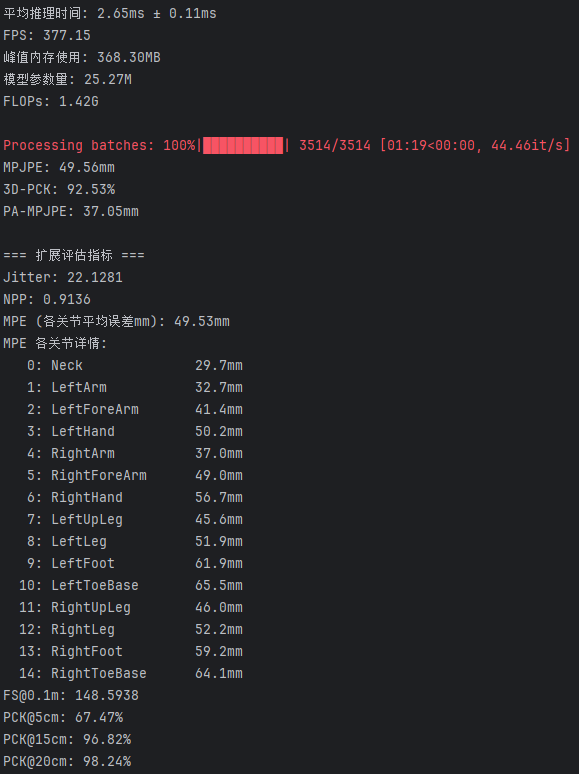 平均推理时间: 2.65ms ± 0.11ms
FPS: 377.15
峰值内存使用: 368.30MB
模型参数量: 25.27M
FLOPs: 1.42G
Processing batches: 100%|██████████| 3514/3514 [01:19<00:00, 44.46it/s]
MPJPE: 49.56mm
3D-PCK: 92.53%
PA-MPJPE: 37.05mm
=== 扩展评估指标 ===
Jitter: 22.1281
NPP: 0.9136
MPE (各关节平均误差mm): 49.53mm
MPE 各关节详情:
0: Neck 29.7mm
1: LeftArm 32.7mm
2: LeftForeArm 41.4mm
3: LeftHand 50.2mm
4: RightArm 37.0mm
5: RightForeArm 49.0mm
6: RightHand 56.7mm
7: LeftUpLeg 45.6mm
8: LeftLeg 51.9mm
9: LeftFoot 61.9mm
10: LeftToeBase 65.5mm
11: RightUpLeg 46.0mm
12: RightLeg 52.2mm
13: RightFoot 59.2mm
14: RightToeBase 64.1mm
FS@0.1m: 148.5938
PCK@5cm: 67.47%
PCK@15cm: 96.82%
PCK@20cm: 98.24%